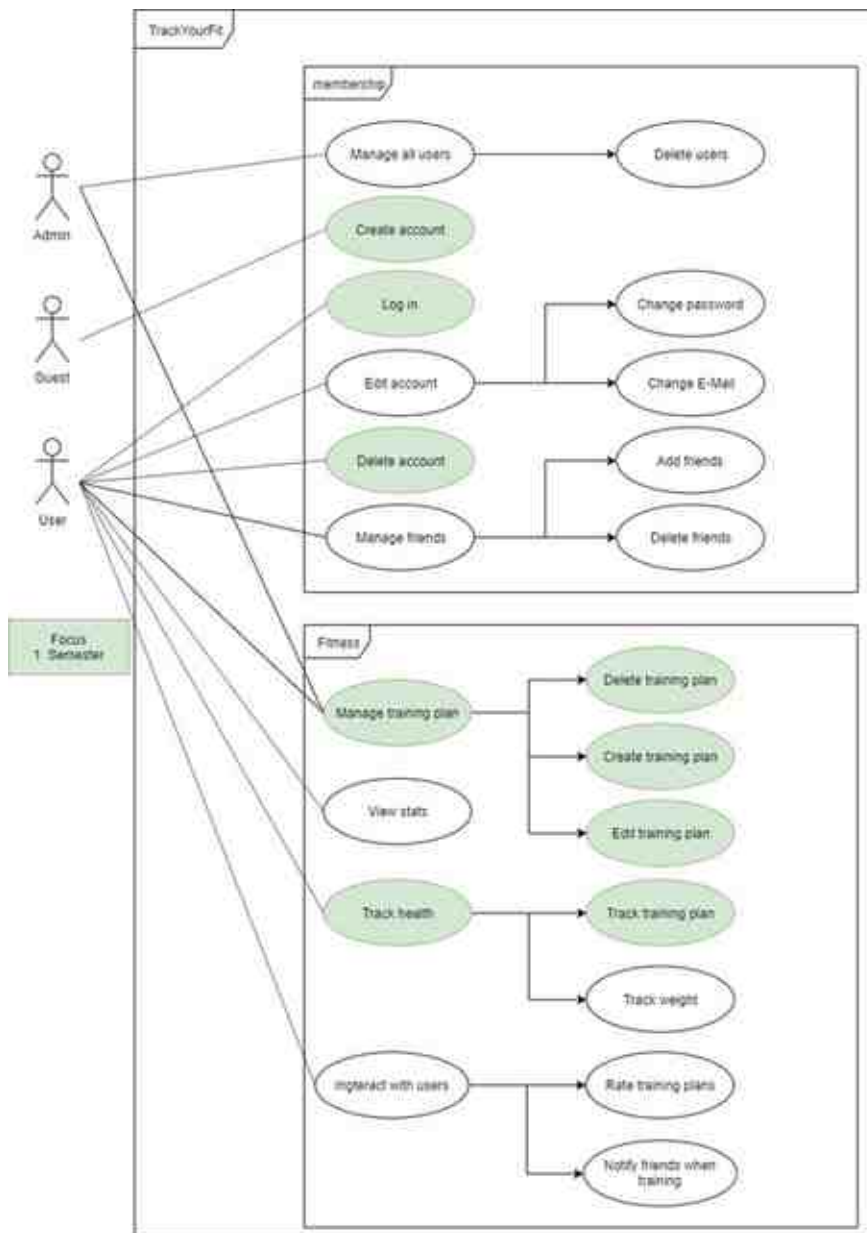 TrackYourFit
membership
Manage all users
Delete users
Admin
Create account
Guest
Log in
Change password
Edit account
Change E-Mail
User
Delete account
Add friends
Manage friends
Delete friends
Focus
1. Semester
Fitness
Manage training plan
Delete training plan
Create training plan
View stats
Edit training plan
Track health
Track training plan
Track weight
Ingteract with users
Rate training plans
Notify friends when
training